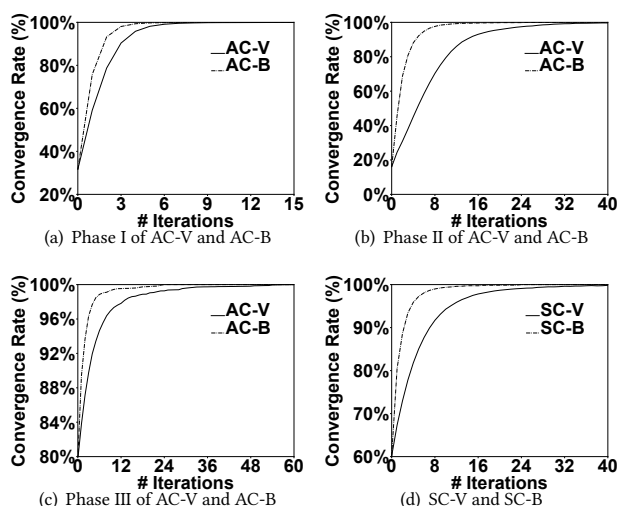 Convergence Rate (%)
100%
80%
60%
40%
20%
AC-V
AC-B
0 3 6 9 12 15
# Iterations
(a) Phase I of AC-V and AC-B
Convergence Rate (%)
100%
80%
60%
40%
20%
0%
AC-V
AC-B
0 8 16 24 32 40
# Iterations
(b) Phase II of AC-V and AC-B
Convergence Rate (%)
100%
96%
92%
88%
84%
80%
AC-V
AC-B
0 12 24 36 48 60
# Iterations
(c) Phase III of AC-V and AC-B
Convergence Rate (%)
100%
90%
80%
70%
60%
SC-V
SC-B
0 8 16 24 32 40
# Iterations
(d) SC-V and SC-B